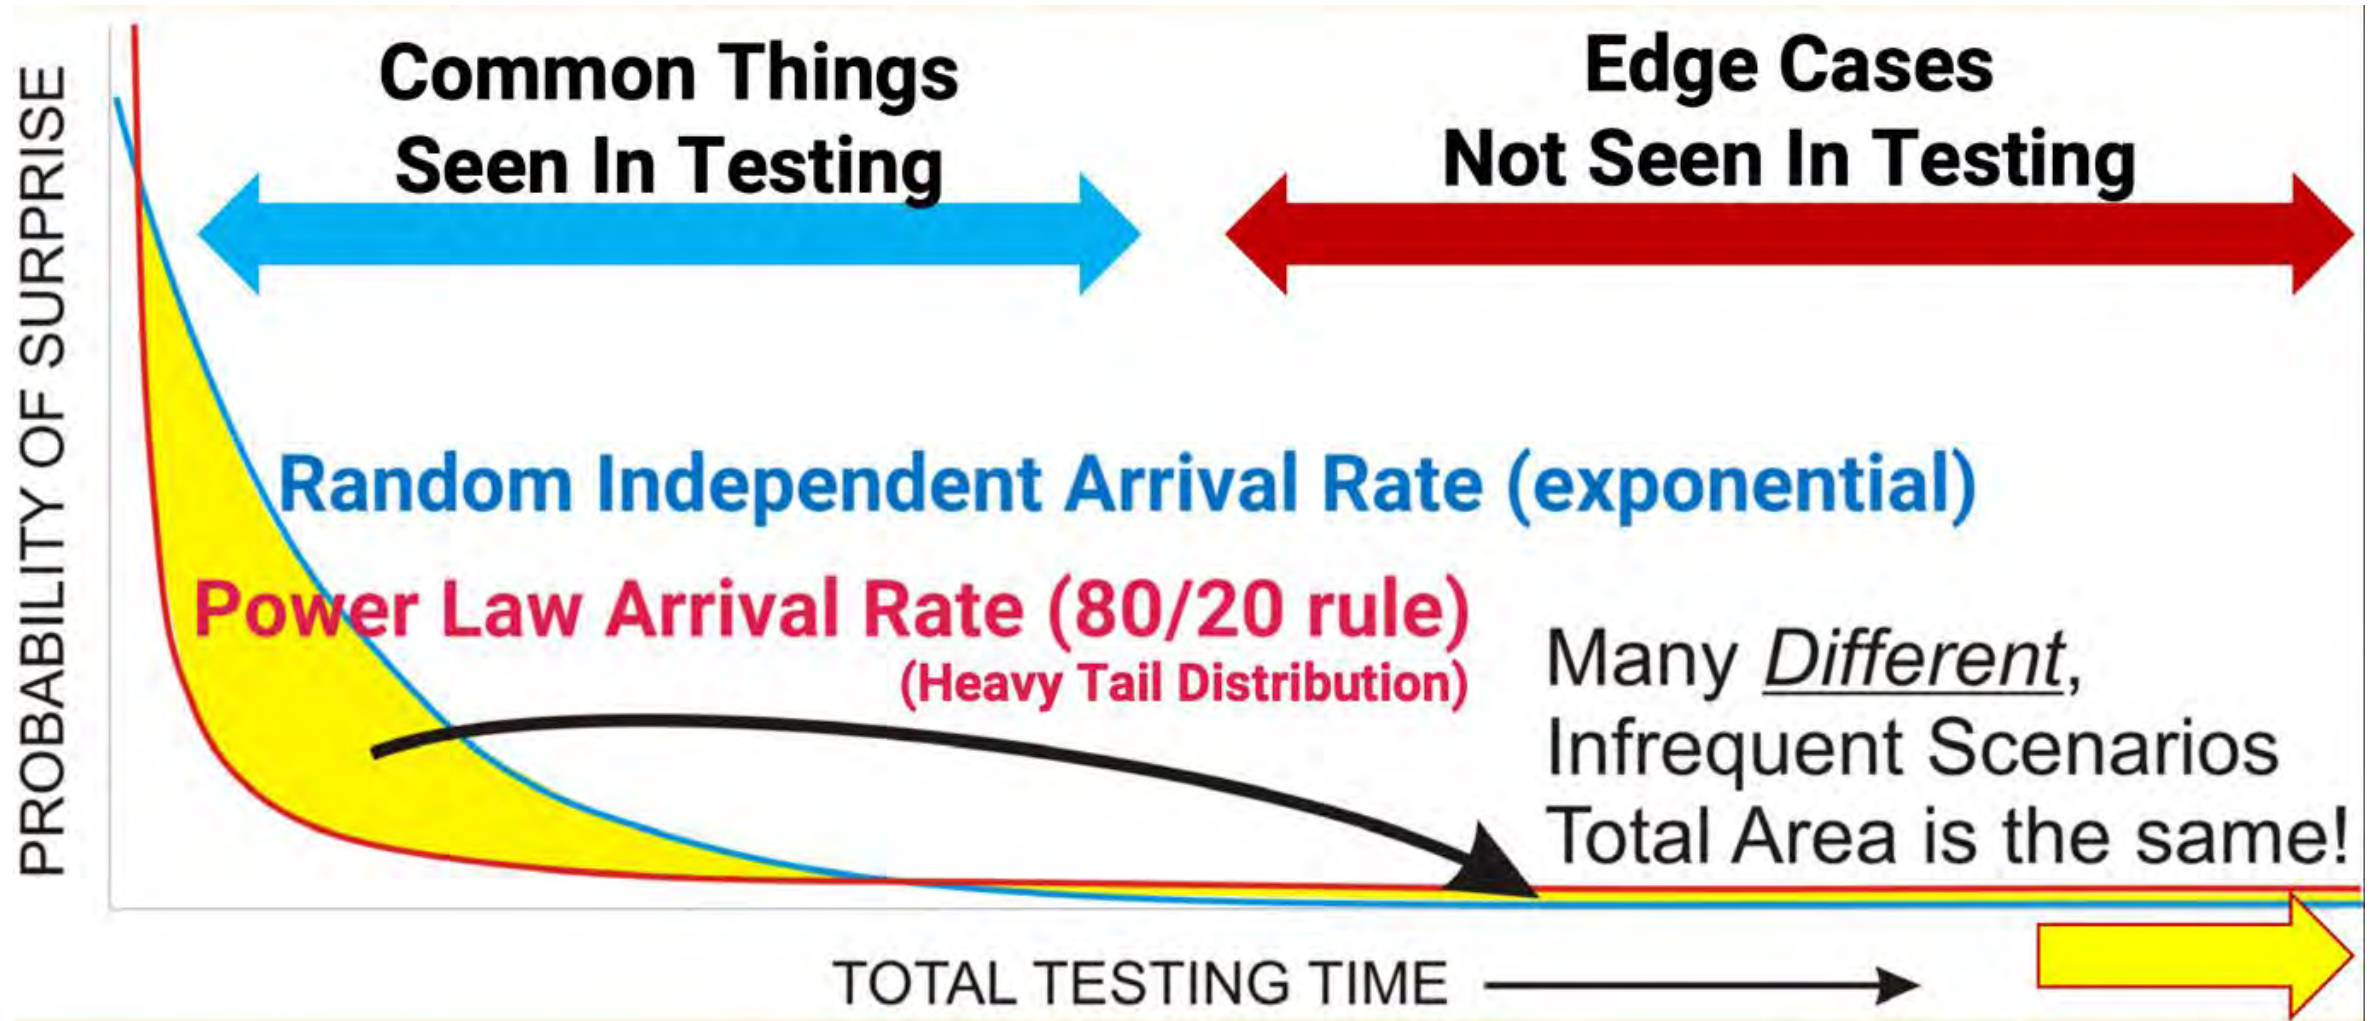 PROBABILITY OF SURPRISE
Common Things
Seen In Testing
Edge Cases
Not Seen In Testing
Random Independent Arrival Rate (exponential)
Power Law Arrival Rate (80/20 rule)
(Heavy Tail Distribution)
Many Different,
Infrequent Scenarios
Total Area is the same!
TOTAL TESTING TIME